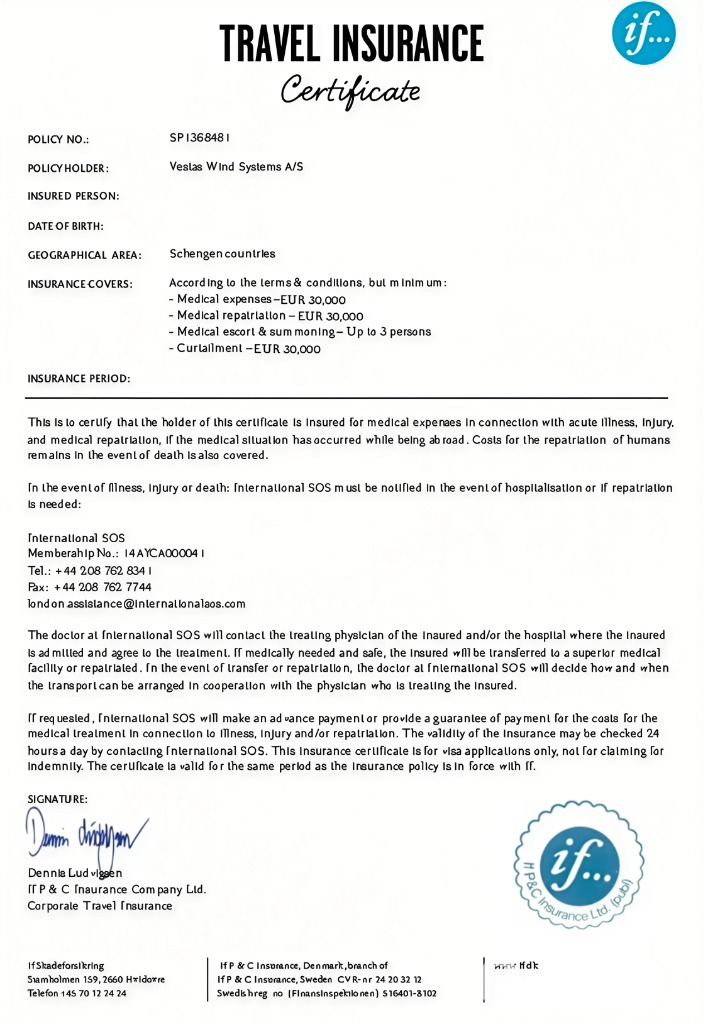 TRAVEL INSURANCE
Certificate
if...
POLICY NO.: SP1368481
POLICYHOLDER: Vestas Wind Systems A/S
INSURED PERSON:
DATE OF BIRTH:
GEOGRAPHICAL AREA: Schengen countries
INSURANCE COVERS: According to the terms & conditions, but minimum:
- Medical expenses – EUR 30,000
- Medical repatriation – EUR 30,000
- Medical escort & summoning – Up to 3 persons
- Curtailment – EUR 30,000
INSURANCE PERIOD:
This is to certify that the holder of this certificate is insured for medical expenses in connection with acute illness, injury,
and medical repatriation, if the medical situation has occurred while being abroad. Costs for the repatriation of humans
remains in the event of death is also covered.
In the event of illness, injury or death: International SOS must be notified in the event of hospitalisation or if repatriation
is needed:
International SOS
Membership No.: 14AYCA000041
Tel.: +44 208 762 8341
Fax: +44 208 762 7744
london.assistance@internationalsos.com
The doctor at International SOS will contact the treating physician of the insured and/or the hospital where the insured
is admitted and agree to the treatment. If medically needed and safe, the insured will be transferred to a superior medical
facility or repatriated. In the event of transfer or repatriation, the doctor at International SOS will decide how and when
the transport can be arranged in cooperation with the physician who is treating the insured.
If requested, International SOS will make an advance payment or provide a guarantee of payment for the costs for the
medical treatment in connection to illness, injury and/or repatriation. The validity of the insurance may be checked 24
hours a day by contacting International SOS. This insurance certificate is for visa applications only, not for claiming for
indemnity. The certificate is valid for the same period as the insurance policy is in force with If.
SIGNATURE:
Dennis Ludvigsen
If P & C Insurance Company Ltd.
Corporate Travel Insurance
if...
If P&C Insurance Ltd. (publ)
If Skadeforsikring
Stamholmen 159, 2660 Hvidovre
Telefon +45 70 12 24 24
If P & C Insurance, Denmark, branch of
If P & C Insurance, Sweden CVR-nr 24 20 32 12
Swedish reg no (Finansinspektionen) 516401-8102
www ifdk